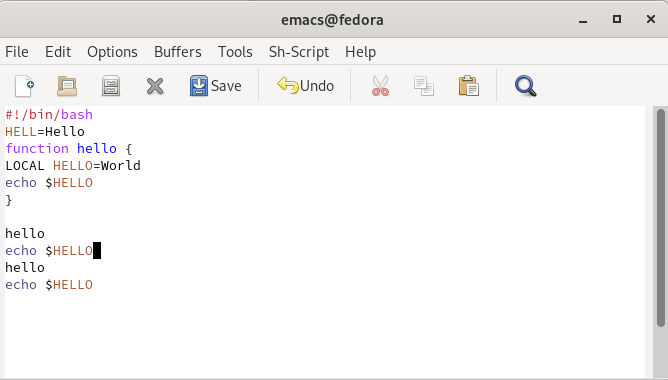 emacs@fedora
File Edit Options Buffers Tools Sh-Script Help
Save Undo
#!/bin/bash
HELL=Hello
function hello {
LOCAL HELLO=World
echo $HELLO
}
hello
echo $HELLO
hello
echo $HELLO